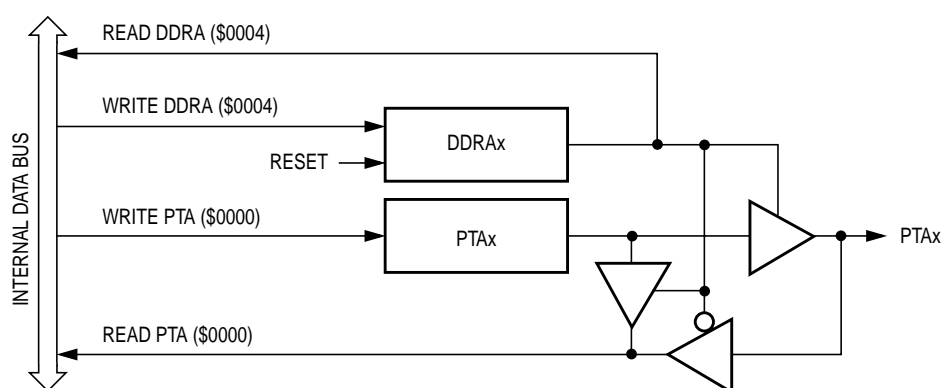 READ DDRA ($0004)
WRITE DDRA ($0004)
RESET
DDRAx
WRITE PTA ($0000)
PTAx
PTAx
READ PTA ($0000)
INTERNAL DATA BUS